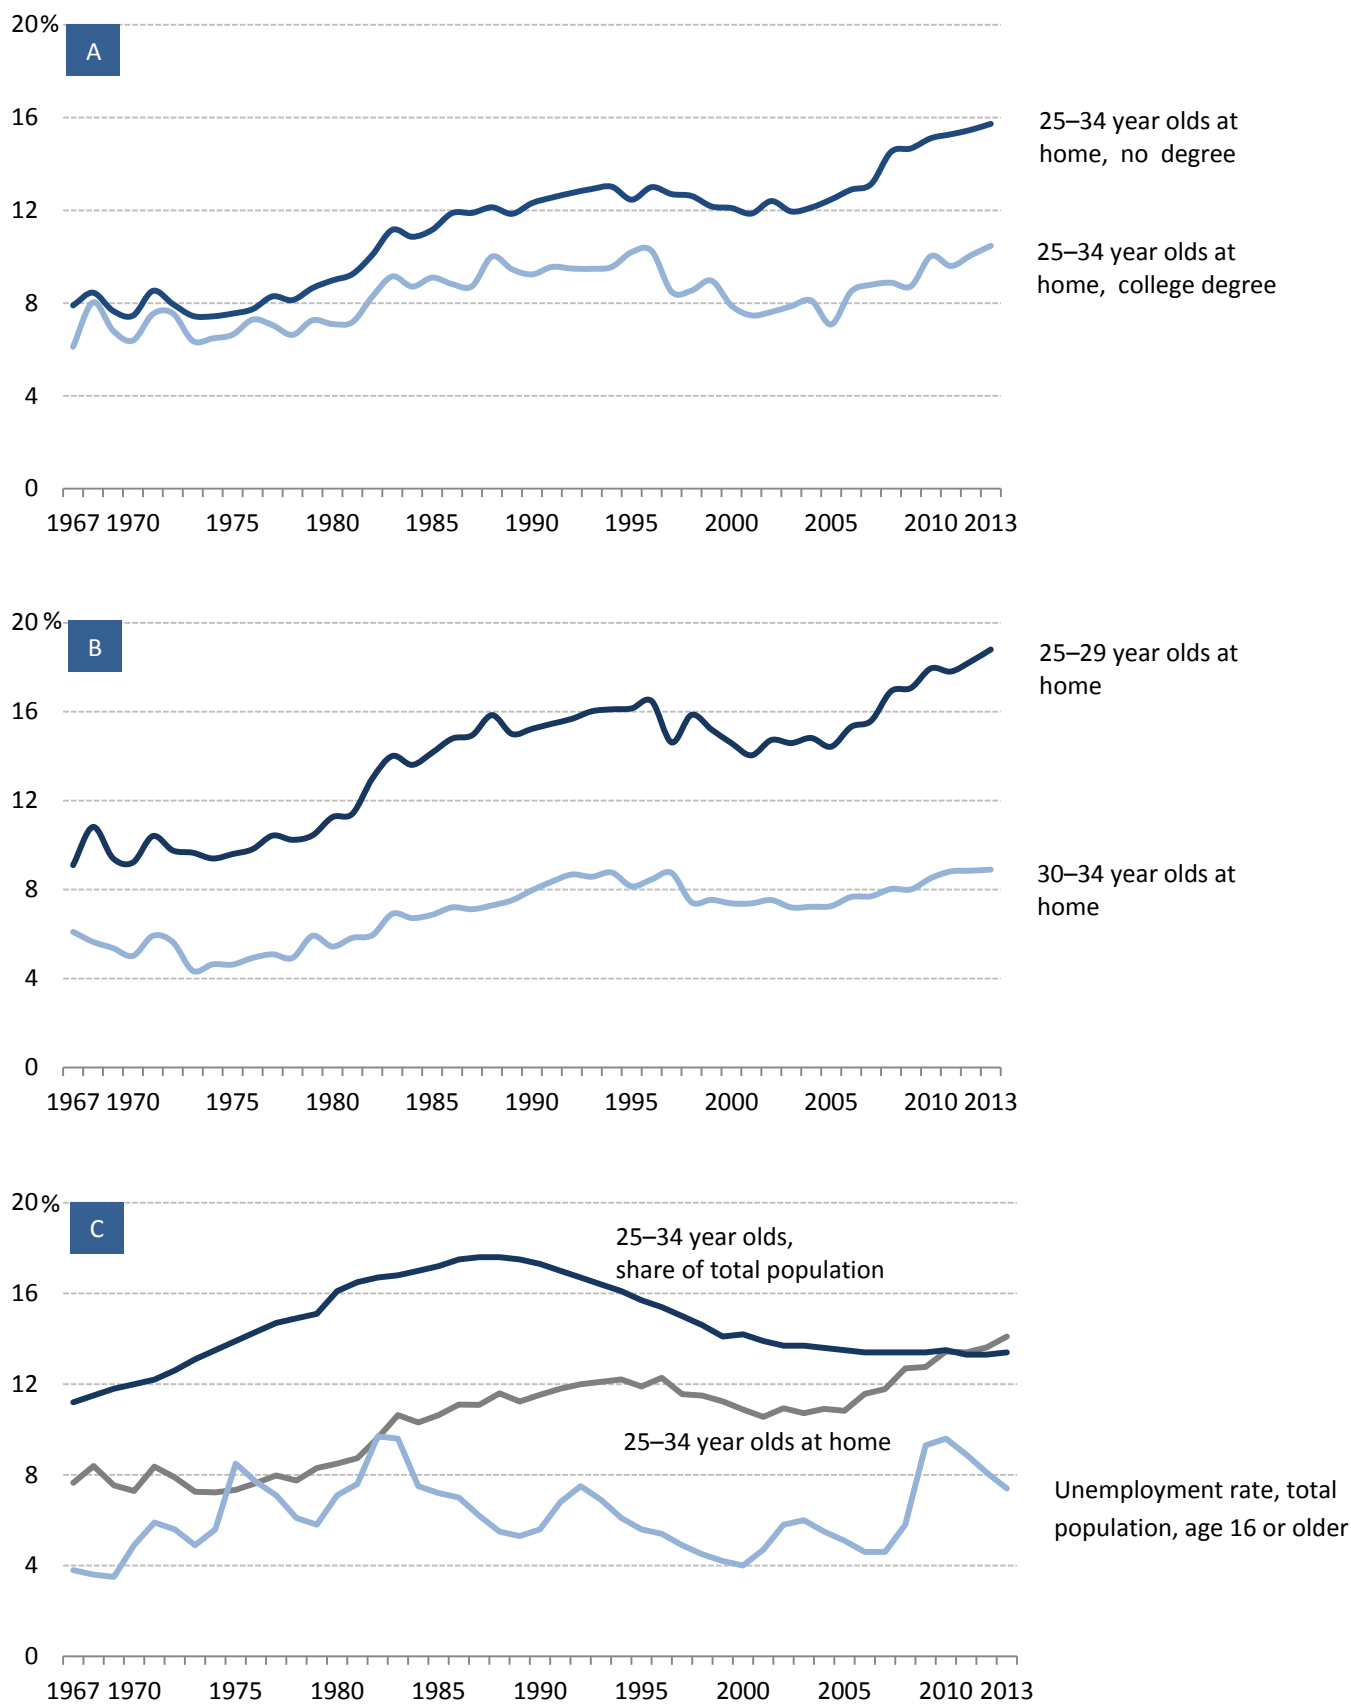 20%
A
16
25–34 year olds at
home, no degree
12
25–34 year olds at
home, college degree
8
4
0
1967 1970 1975 1980 1985 1990 1995 2000 2005 2010 2013
20%
B
25–29 year olds at
home
16
12
30–34 year olds at
home
8
4
0
1967 1970 1975 1980 1985 1990 1995 2000 2005 2010 2013
20%
C
25–34 year olds,
share of total population
16
12
25–34 year olds at home
8
Unemployment rate, total
population, age 16 or older
4
0
1967 1970 1975 1980 1985 1990 1995 2000 2005 2010 2013